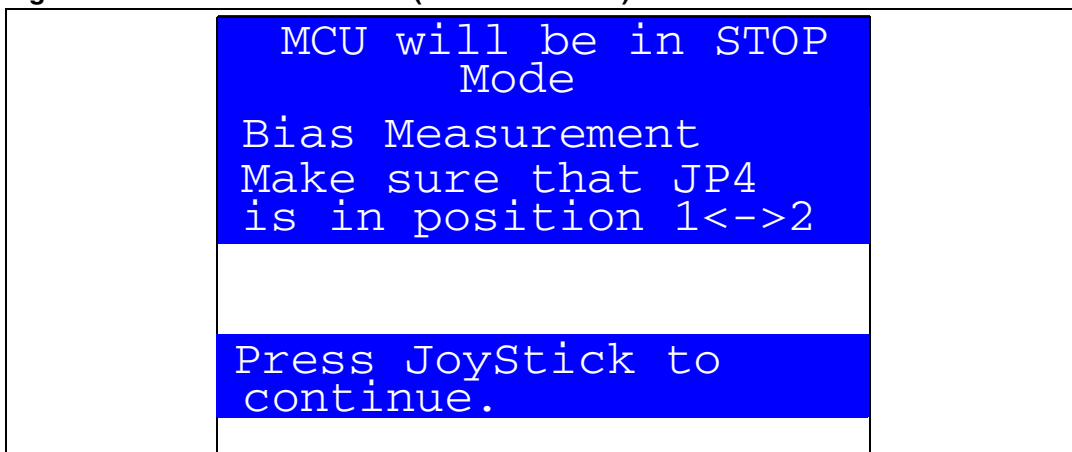 MCU will be in STOP
Mode
Bias Measurement
Make sure that JP4
is in position 1<->2
Press JoyStick to
continue.